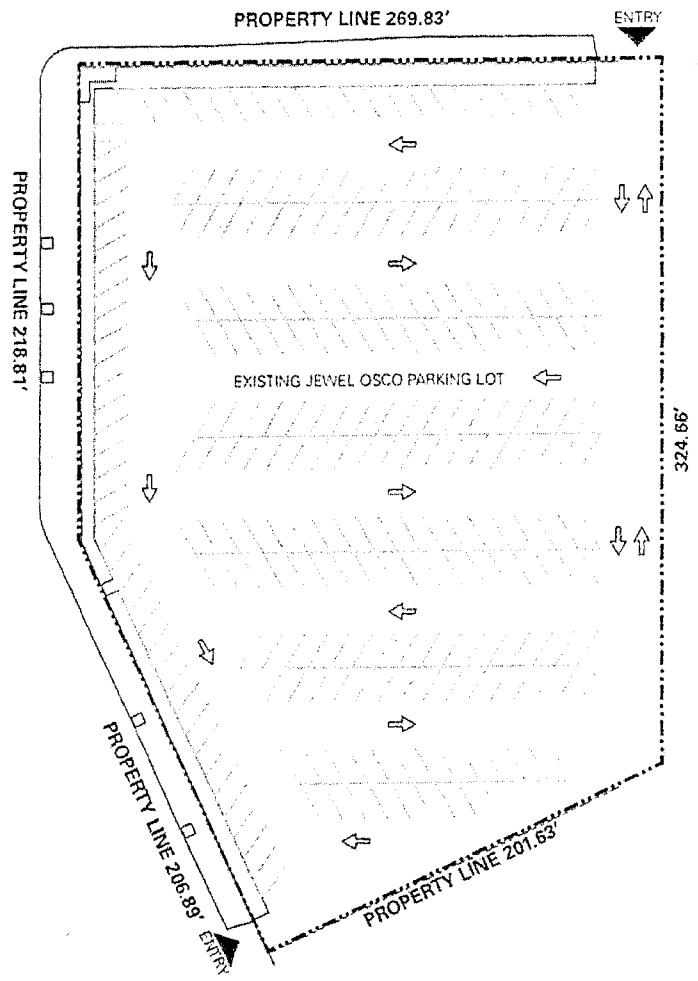 PROPERTY LINE 269.83'
ENTRY
PROPERTY LINE 218.81'
EXISTING JEWEL OSCO PARKING LOT
324.66'
PROPERTY LINE 206.89'
PROPERTY LINE 201.63'
ENTRY